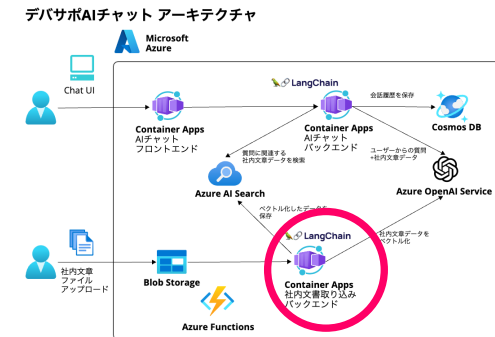 デバサポAIチャット アーキテクチャ
Microsoft
Azure
Chat UI
LangChain
会話履歴を保存
Container Apps
AIチャット
フロントエンド
Container Apps
AIチャット
バックエンド
Cosmos DB
質問に関連する
社内文章データを検索
ユーザーからの質問
+社内文章データ
Azure AI Search
Azure OpenAI Service
ベクトル化したデータを
保存
LangChain
社内文章データを
ベクトル化
社内文章
ファイル
アップロード
Blob Storage
Container Apps
社内文書取り込み
バックエンド
Azure Functions